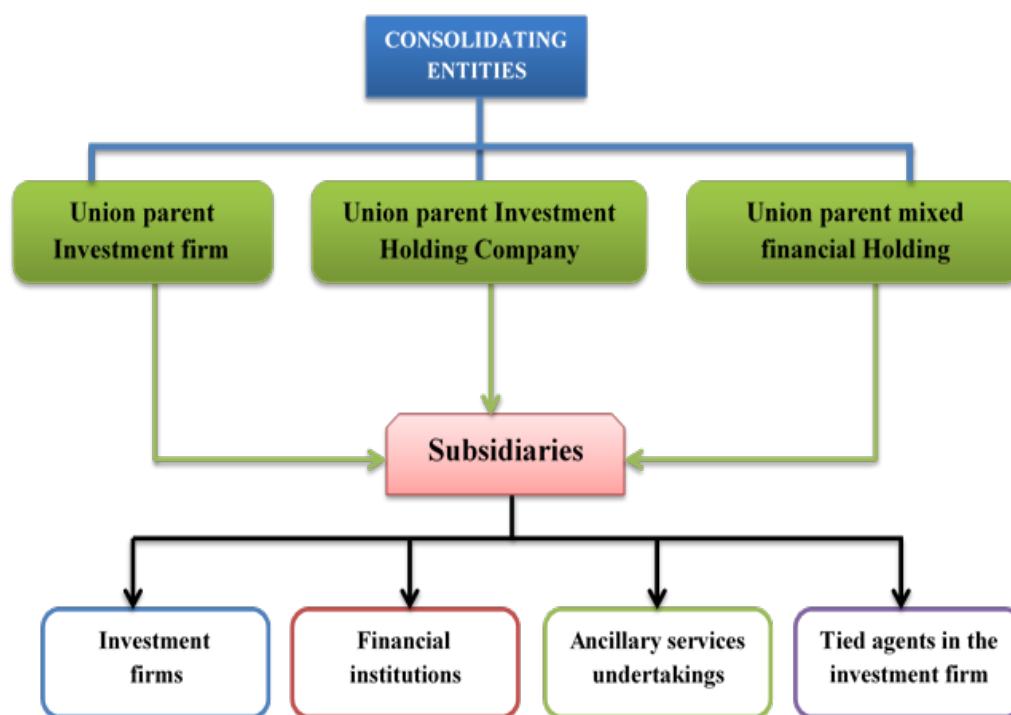 CONSOLIDATING
ENTITIES
Union parent
Investment firm
Union parent Investment
Holding Company
Union parent mixed
financial Holding
Subsidiaries
Investment
firms
Financial
institutions
Ancillary services
undertakings
Tied agents in the
investment firm